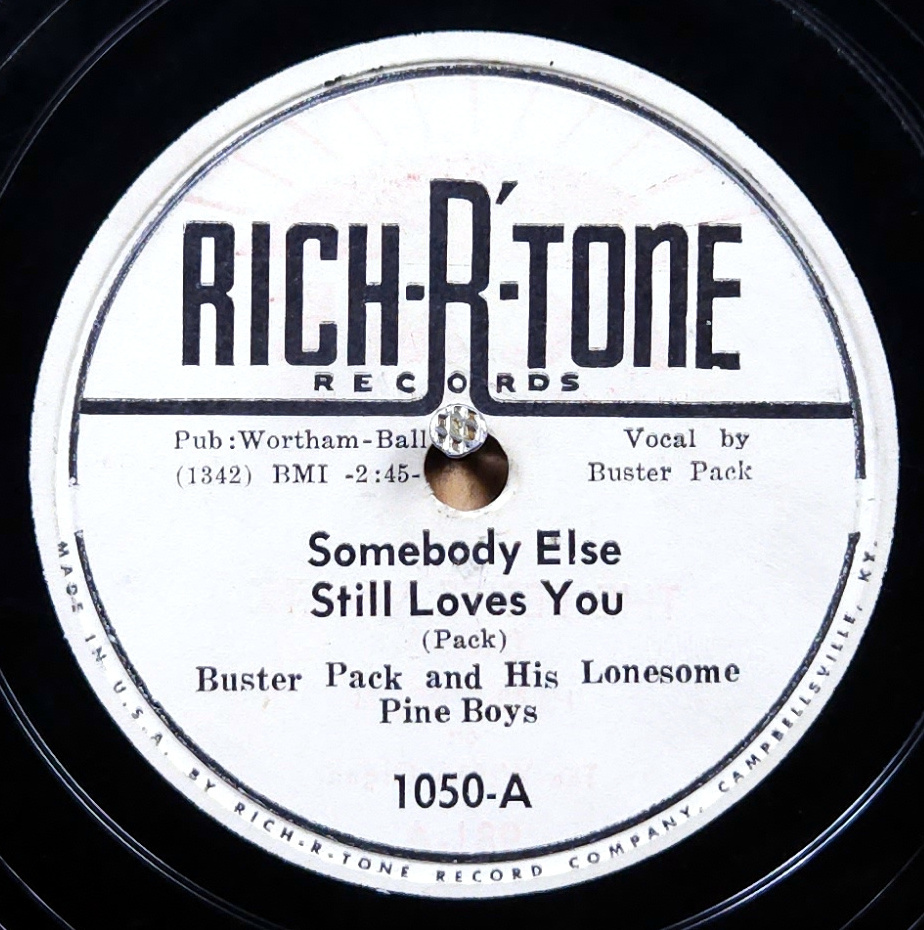 RICH-R'-TONE
RECORDS
Pub:Wortham-Ball
(1342) BMI -2:45-
Vocal by
Buster Pack
Somebody Else
Still Loves You
(Pack)
Buster Pack and His Lonesome
Pine Boys
1050-A
MADE IN U.S.A. BY RICH-R-TONE RECORD COMPANY, CAMPBELLSVILLE, KY.